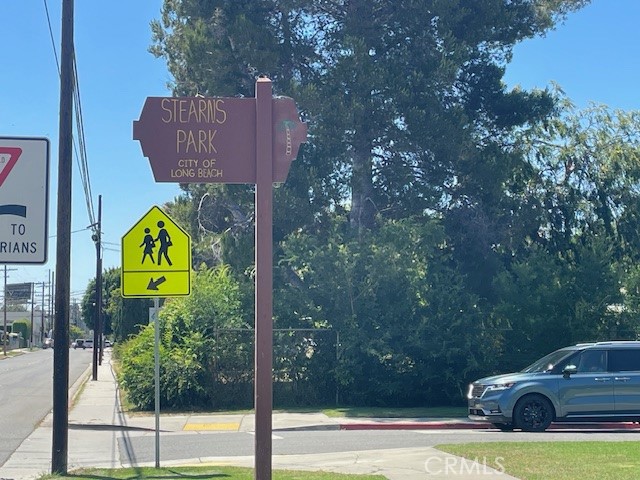 STEARNS
PARK
CITY OF
LONG BEACH
TO
RIANS
©CRMLS